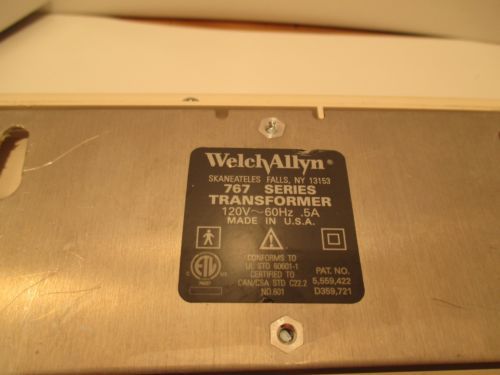 WelchAllyn®
SKANEATELES FALLS, NY 13153
767 SERIES
TRANSFORMER
120V~60Hz .5A
MADE IN U.S.A.
ETL
CONFORMS TO
UL STD 60601-1
CERTIFIED TO
CAN/CSA STD C22.2
NO.601
PAT. NO.
5,559,422
D359,721